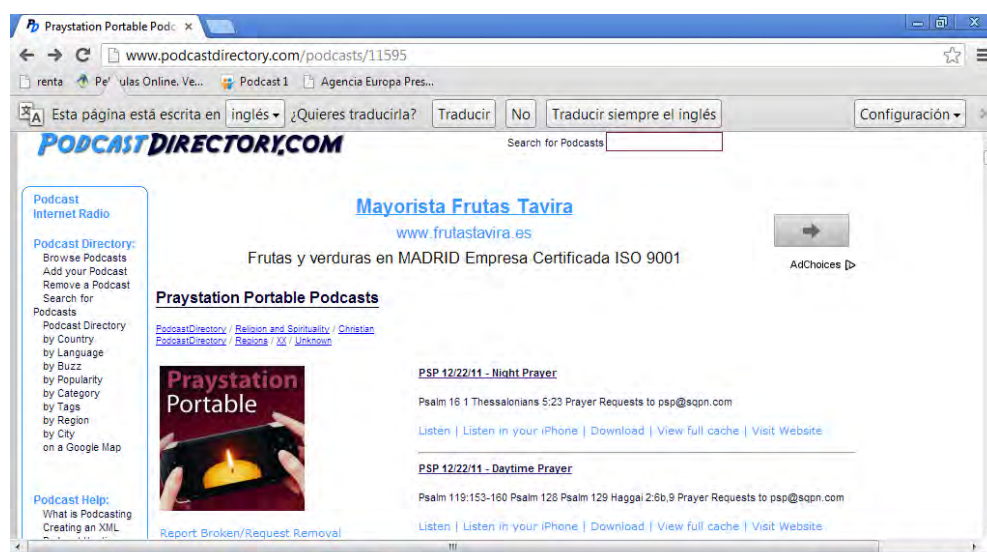 Praystation Portable Podc
www.podcastdirectory.com/podcasts/11595
renta Pe ulas Online. Ve... Podcast 1 Agencia Europa Pres...
Esta página está escrita en inglés ¿Quieres traducirla? Traducir No Traducir siempre el inglés Configuración
PODCASTDIRECTORY.COM
Search for Podcasts
Podcast
Internet Radio
Podcast Directory:
Browse Podcasts
Add your Podcast
Remove a Podcast
Search for
Podcasts
Podcast Directory
by Country
by Language
by Buzz
by Popularity
by Category
by Tags
by Region
by City
on a Google Map
Podcast Help:
What is Podcasting
Creating an XML
Mayorista Frutas Tavira
www.frutastavira.es
Frutas y verduras en MADRID Empresa Certificada ISO 9001
AdChoices
Praystation Portable Podcasts
PodcastDirectory / Religion and Spirituality / Christian
PodcastDirectory / Regions / XX / Unknown
Praystation
Portable
Report Broken/Request Removal
PSP 12/22/11 - Night Prayer
Psalm 16 1 Thessalonians 5:23 Prayer Requests to psp@sqpn.com
Listen | Listen in your iPhone | Download | View full cache | Visit Website
PSP 12/22/11 - Daytime Prayer
Psalm 119:153-160 Psalm 128 Psalm 129 Haggai 2:6b,9 Prayer Requests to psp@sqpn.com
Listen | Listen in your iPhone | Download | View full cache | Visit Website